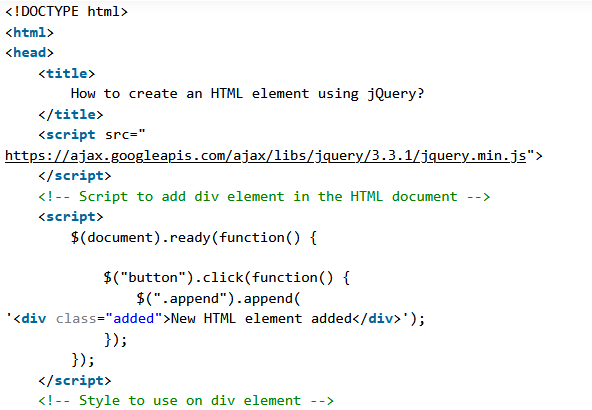 <!DOCTYPE html>
<html>
<head>
    <title>
        How to create an HTML element using jQuery?
    </title>
    <script src="
https://ajax.googleapis.com/ajax/libs/jquery/3.3.1/jquery.min.js">
    </script>
    <!-- Script to add div element in the HTML document -->
    <script>
        $(document).ready(function() {

            $("button").click(function() {
                $(".append").append(
'<div class="added">New HTML element added</div>');
            });
        });
    </script>
    <!-- Style to use on div element -->